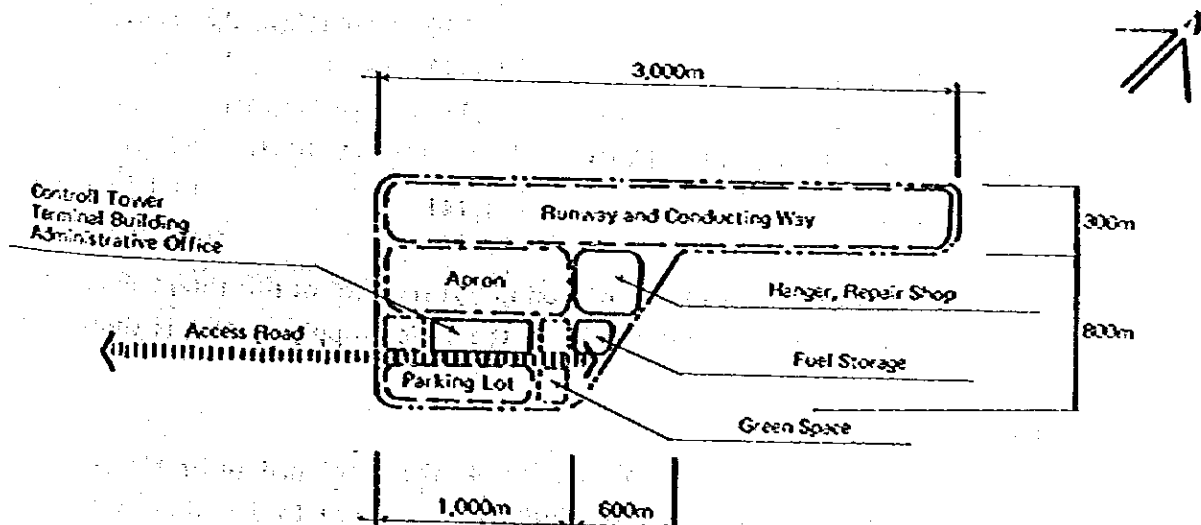 3,000m
Controll Tower
Terminal Building
Administrative Office
Runway and Conducting Way
300m
Apron
Hanger, Repair Shop
Access Road
800m
Fuel Storage
Parking Lot
Green Space
1,000m
600m